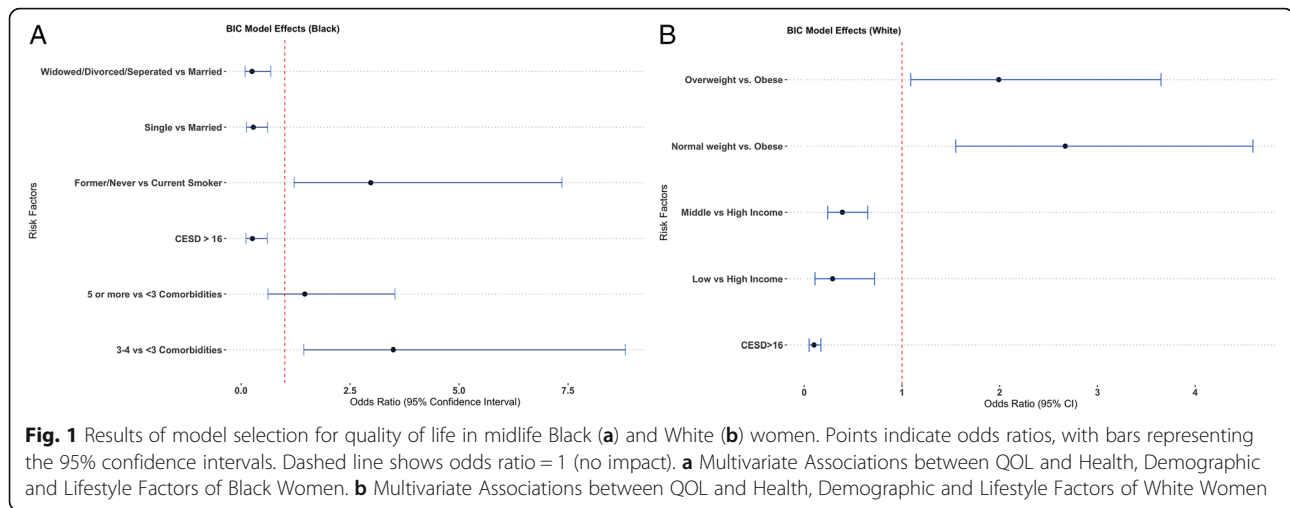 A
BIC Model Effects (Black)
Widowed/Divorced/Seperated vs Married
Single vs Married
Former/Never vs Current Smoker
CESD > 16
5 or more vs <3 Comorbidities
3-4 vs <3 Comorbidities
Risk Factors
0.0
2.5
5.0
7.5
Odds Ratio (95% Confidence Interval)
B
BIC Model Effects (White)
Overweight vs. Obese
Normal weight vs. Obese
Middle vs High Income
Low vs High Income
CESD>16
Risk Factors
0
1
2
3
4
Odds Ratio (95% CI)
Fig. 1 Results of model selection for quality of life in midlife Black (a) and White (b) women. Points indicate odds ratios, with bars representing
the 95% confidence intervals. Dashed line shows odds ratio = 1 (no impact). a Multivariate Associations between QOL and Health, Demographic
and Lifestyle Factors of Black Women. b Multivariate Associations between QOL and Health, Demographic and Lifestyle Factors of White Women